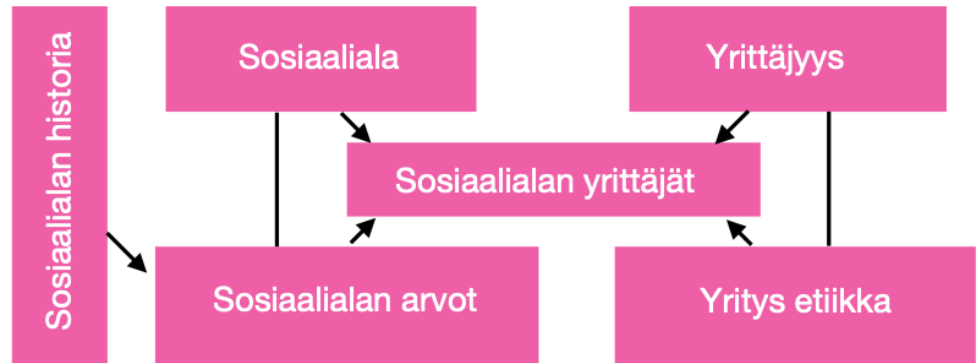 Sosiaalialan historia
Sosiaaliala
Yrittäjyys
Sosiaalialan yrittäjät
Sosiaalialan arvot
Yritys etiikka